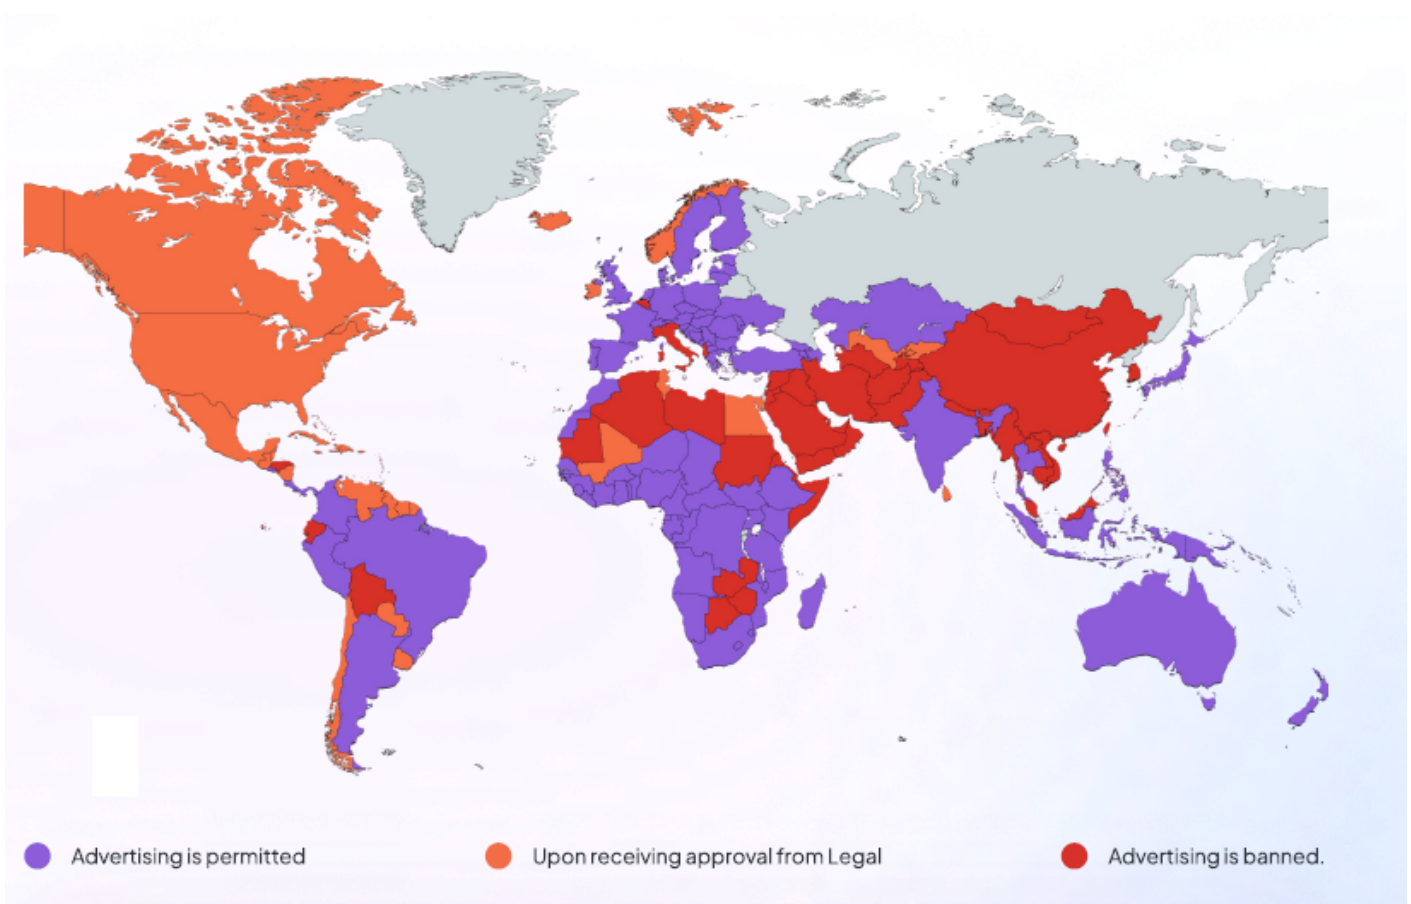 Advertising is permitted
Upon receiving approval from Legal
Advertising is banned.